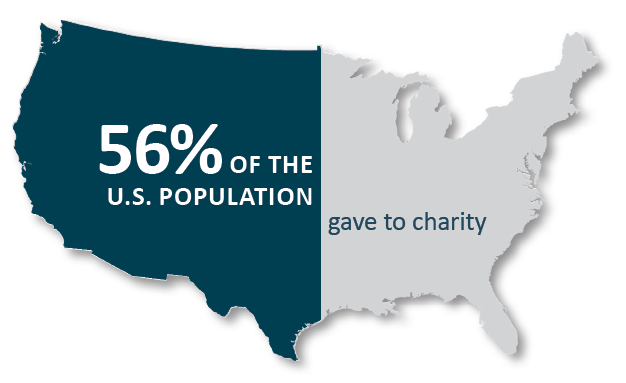 56% OF THE
U.S. POPULATION
gave to charity